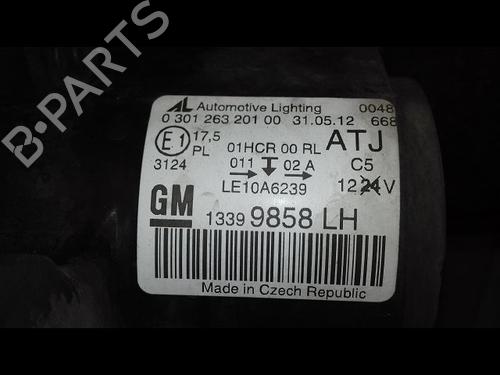 AL Automotive Lighting 0048
0 301 263 201 00 31.05.12 668
E1 17,5 01HCR 00 RL ATJ
PL 011 02 A C5
3124 LE10A6239 12 24 V
GM 1339 9858 LH
Made in Czech Republic
B-PARTS